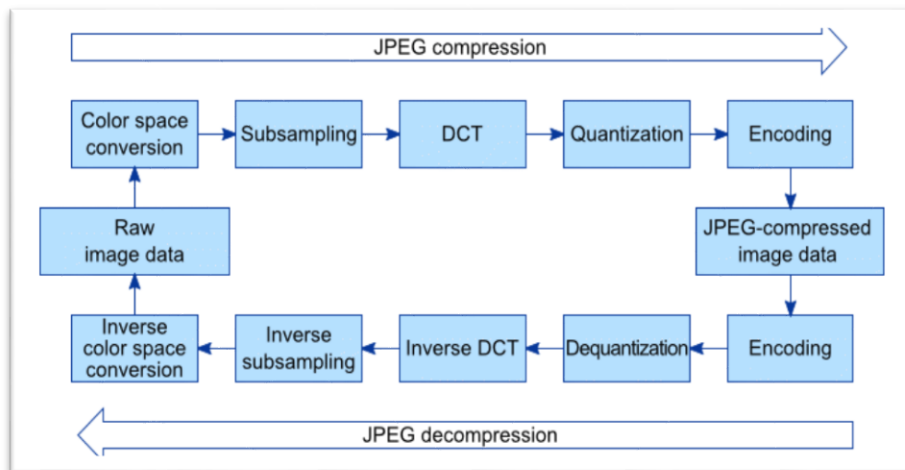 JPEG compression
Color space
conversion
Subsampling
DCT
Quantization
Encoding
Raw
image data
JPEG-compressed
image data
Inverse
color space
conversion
Inverse
subsampling
Inverse DCT
Dequantization
Encoding
JPEG decompression